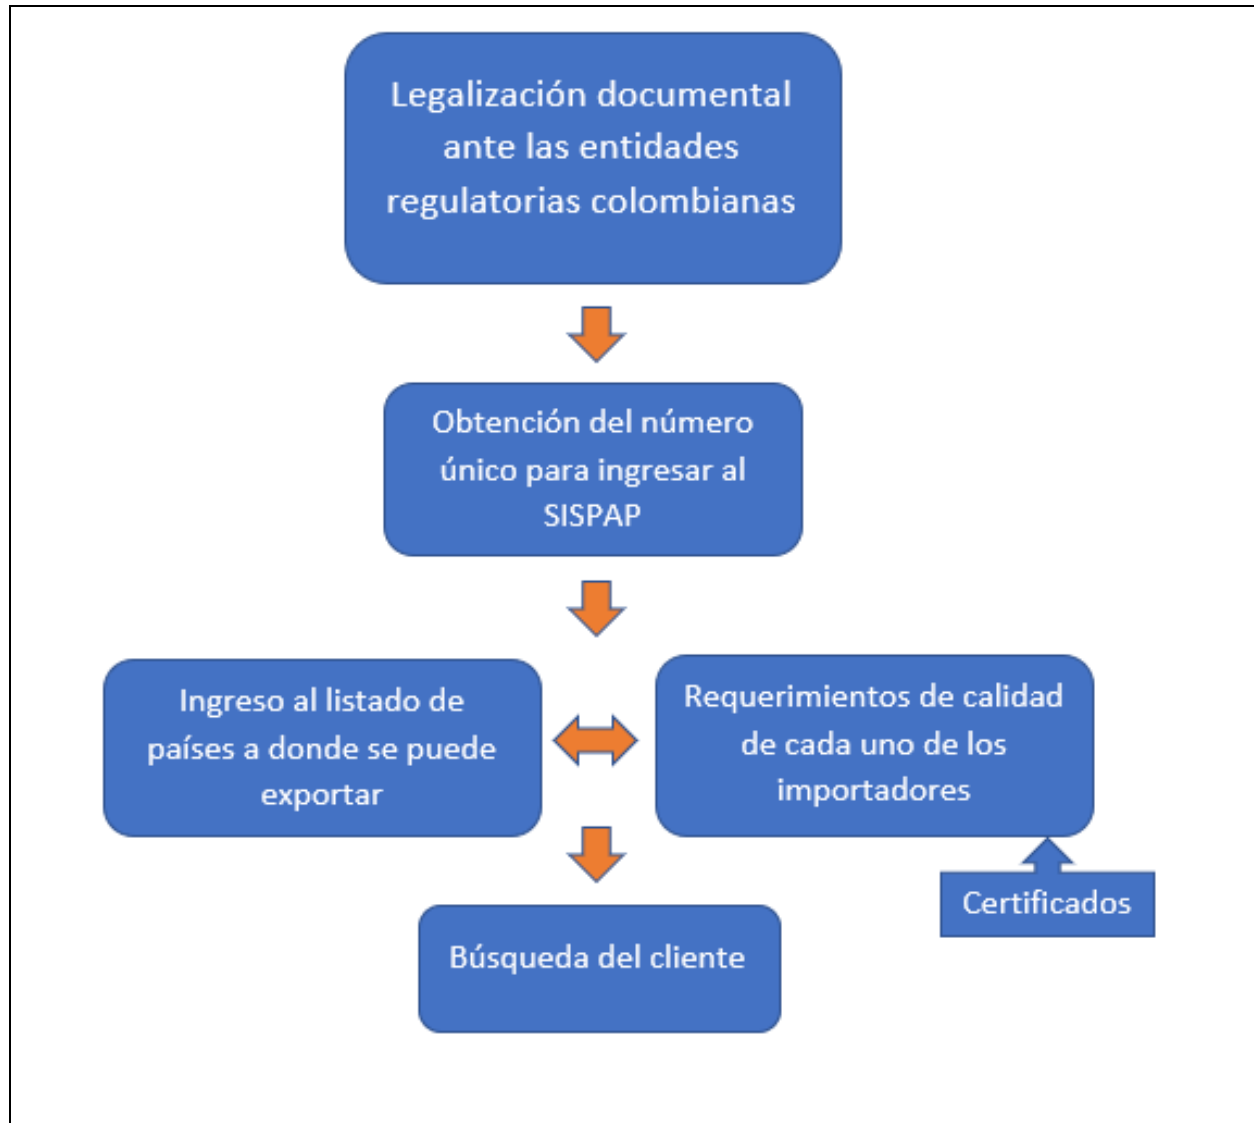 Legalización documental
ante las entidades
regulatorias colombianas
Obtención del número
único para ingresar al
SISPAP
Ingreso al listado de
países a donde se puede
exportar
Requerimientos de calidad
de cada uno de los
importadores
Certificados
Búsqueda del cliente